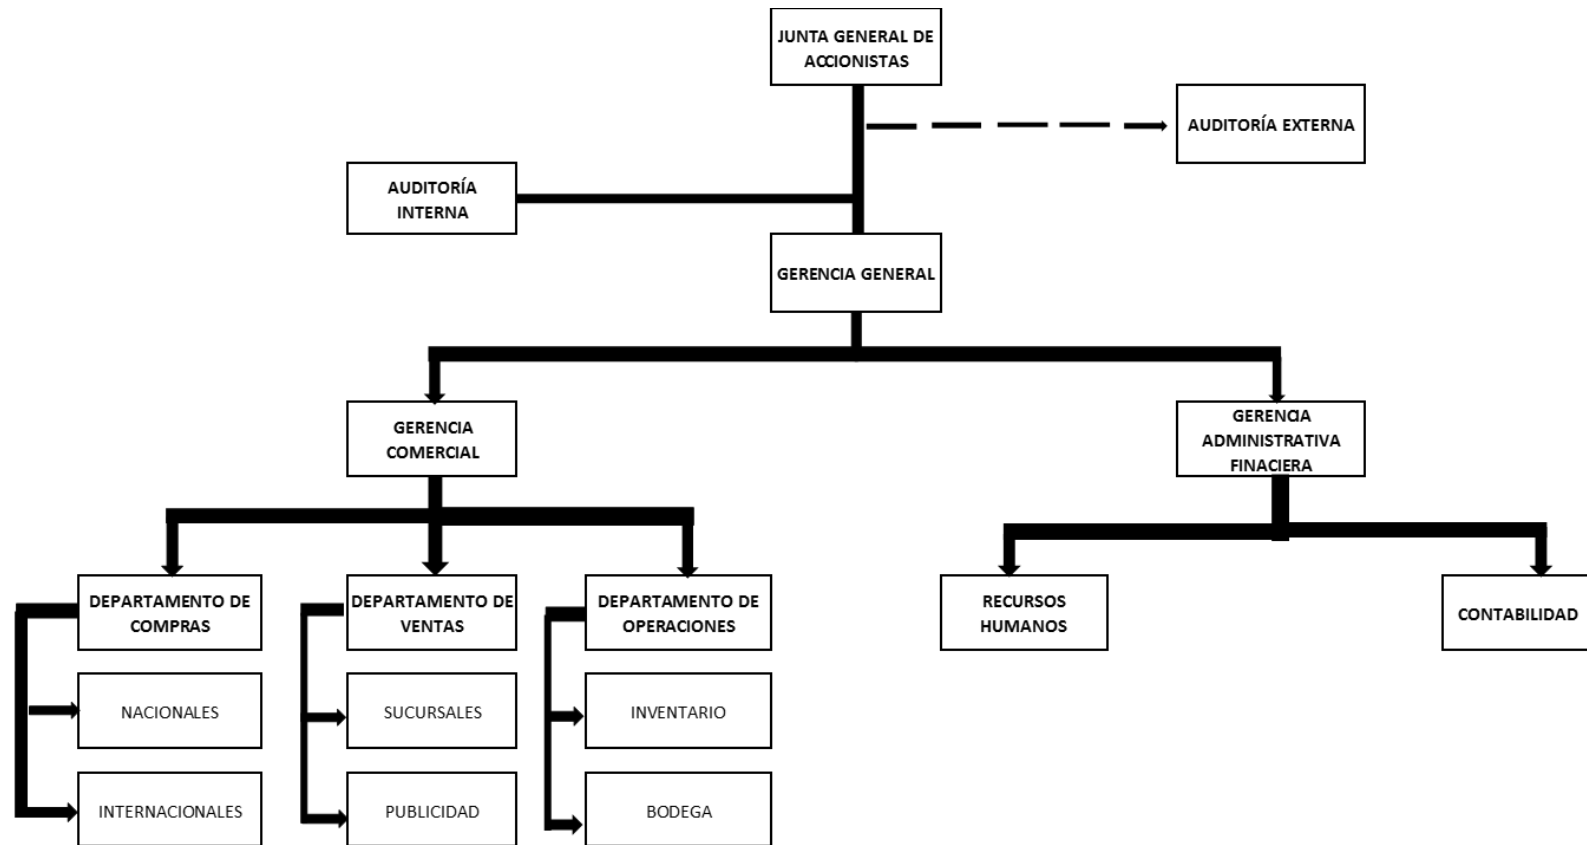 JUNTA GENERAL DE
ACCIONISTAS
AUDITORÍA EXTERNA
AUDITORÍA
INTERNA
GERENCIA GENERAL
GERENCIA
COMERCIAL
GERENCIA
ADMINISTRATIVA
FINACIERA
DEPARTAMENTO DE
COMPRAS
DEPARTAMENTO DE
VENTAS
DEPARTAMENTO DE
OPERACIONES
RECURSOS
HUMANOS
CONTABILIDAD
NACIONALES
SUCURSALES
INVENTARIO
INTERNACIONALES
PUBLICIDAD
BODEGA